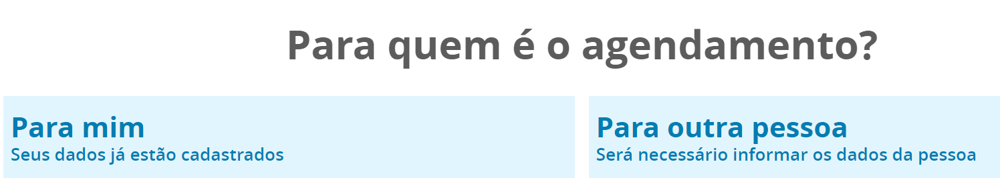 Para quem é o agendamento?
Para mim
Seus dados já estão cadastrados
Para outra pessoa
Será necessário informar os dados da pessoa